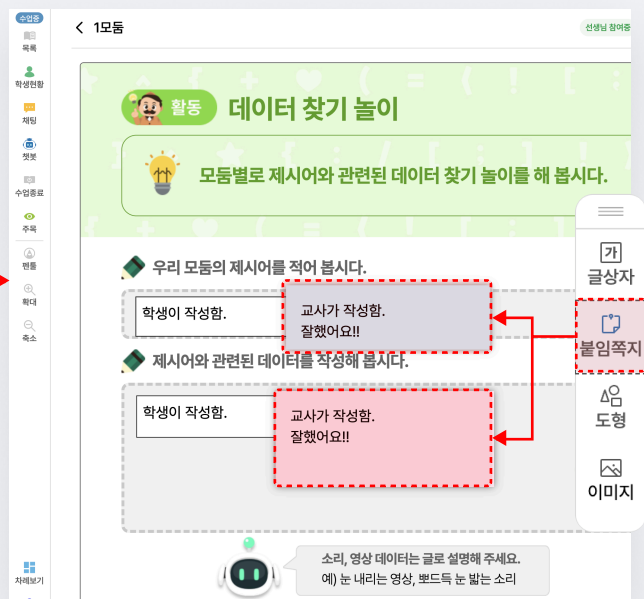 수업중
목록
학생현황
채팅
챗봇
수업종료
주목
펜툴
확대
축소
차례보기
1모둠
선생님 참여중
활동
데이터 찾기 놀이
모둠별로 제시어와 관련된 데이터 찾기 놀이를 해 봅시다.
우리 모둠의 제시어를 적어 봅시다.
학생이 작성함.
교사가 작성함.
잘했어요!!
제시어와 관련된 데이터를 작성해 봅시다.
학생이 작성함.
교사가 작성함.
잘했어요!!
소리, 영상 데이터는 글로 설명해 주세요.
예) 눈 내리는 영상, 뽀드득 눈 밟는 소리
가
글상자
붙임쪽지
도형
이미지